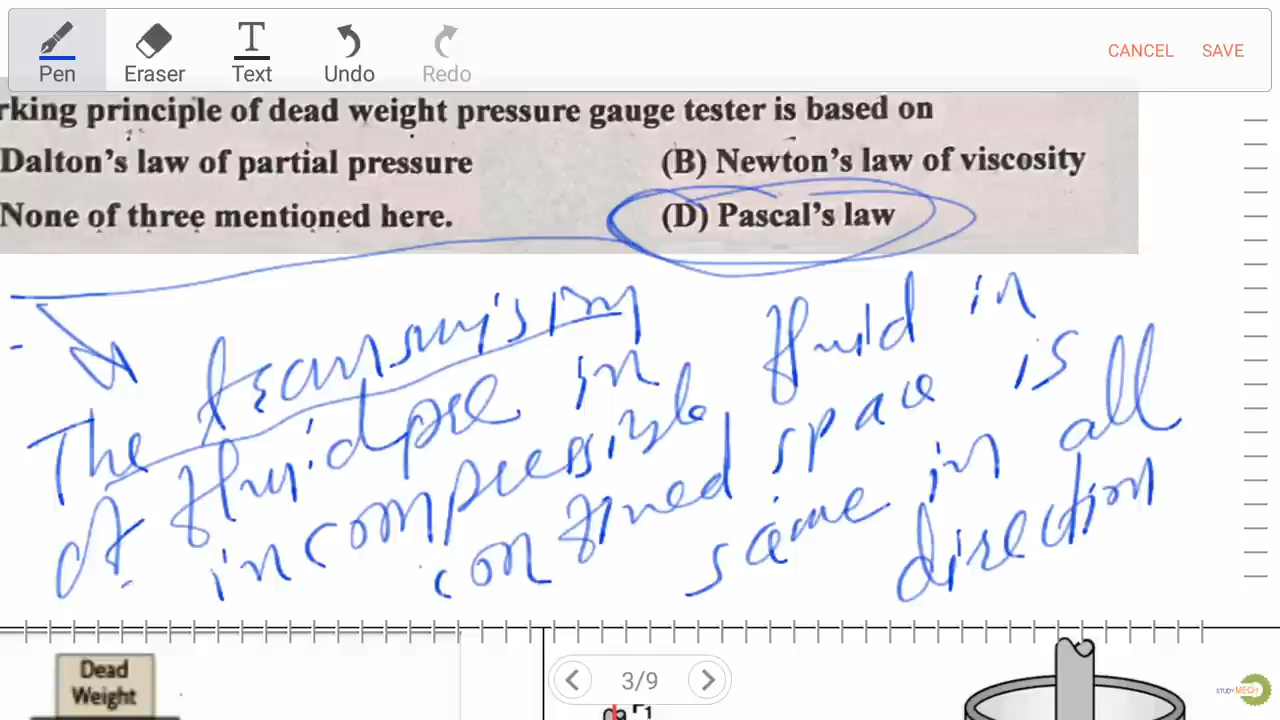 Pen Eraser Text Undo Redo CANCEL SAVE
rking principle of dead weight pressure gauge tester is based on
Dalton's law of partial pressure (B) Newton's law of viscosity
None of three mentioned here. (D) Pascal's law
The transmission
of fluid pre in
incompressible fluid in
confined space is
same in all
direction
Dead
Weight
3/9
STUDY MECH